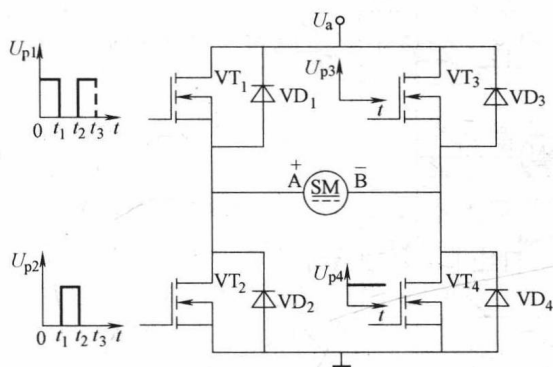 Uₐ
Uₚ₁
VT₁
VD₁
0 t₁ t₂ t₃ t
Uₚ₃
VT₃
VD₃
t
+ A SM B −
Uₚ₂
VT₂
VD₂
0 t₁ t₂ t₃ t
Uₚ₄
VT₄
VD₄
t